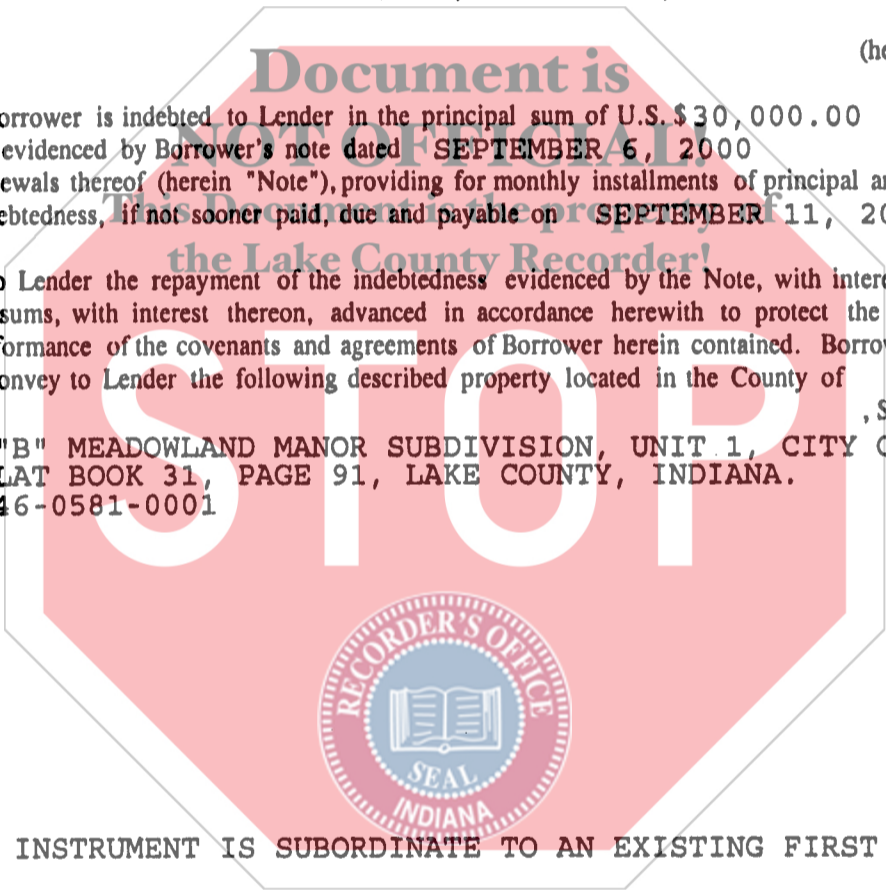 Document is
(he
orrower is indebted to Lender in the principal sum of U.S. $ 30,000.00
NOT OFFICIAL!
evidenced by Borrower's note dated SEPTEMBER 6, 2000
ewals thereof (herein "Note"), providing for monthly installments of principal an
This Document is the property of
ebtedness, if not sooner paid, due and payable on SEPTEMBER 11, 20
the Lake County Recorder!
o Lender the repayment of the indebtedness evidenced by the Note, with intere
sums, with interest thereon, advanced in accordance herewith to protect the
formance of the covenants and agreements of Borrower herein contained. Borrow
onvey to Lender the following described property located in the County of
, S
"B" MEADOWLAND MANOR SUBDIVISION, UNIT 1, CITY O
LAT BOOK 31, PAGE 91, LAKE COUNTY, INDIANA.
46-0581-0001
STOP
RECORDER'S OFFICE
SEAL
INDIANA
INSTRUMENT IS SUBORDINATE TO AN EXISTING FIRST